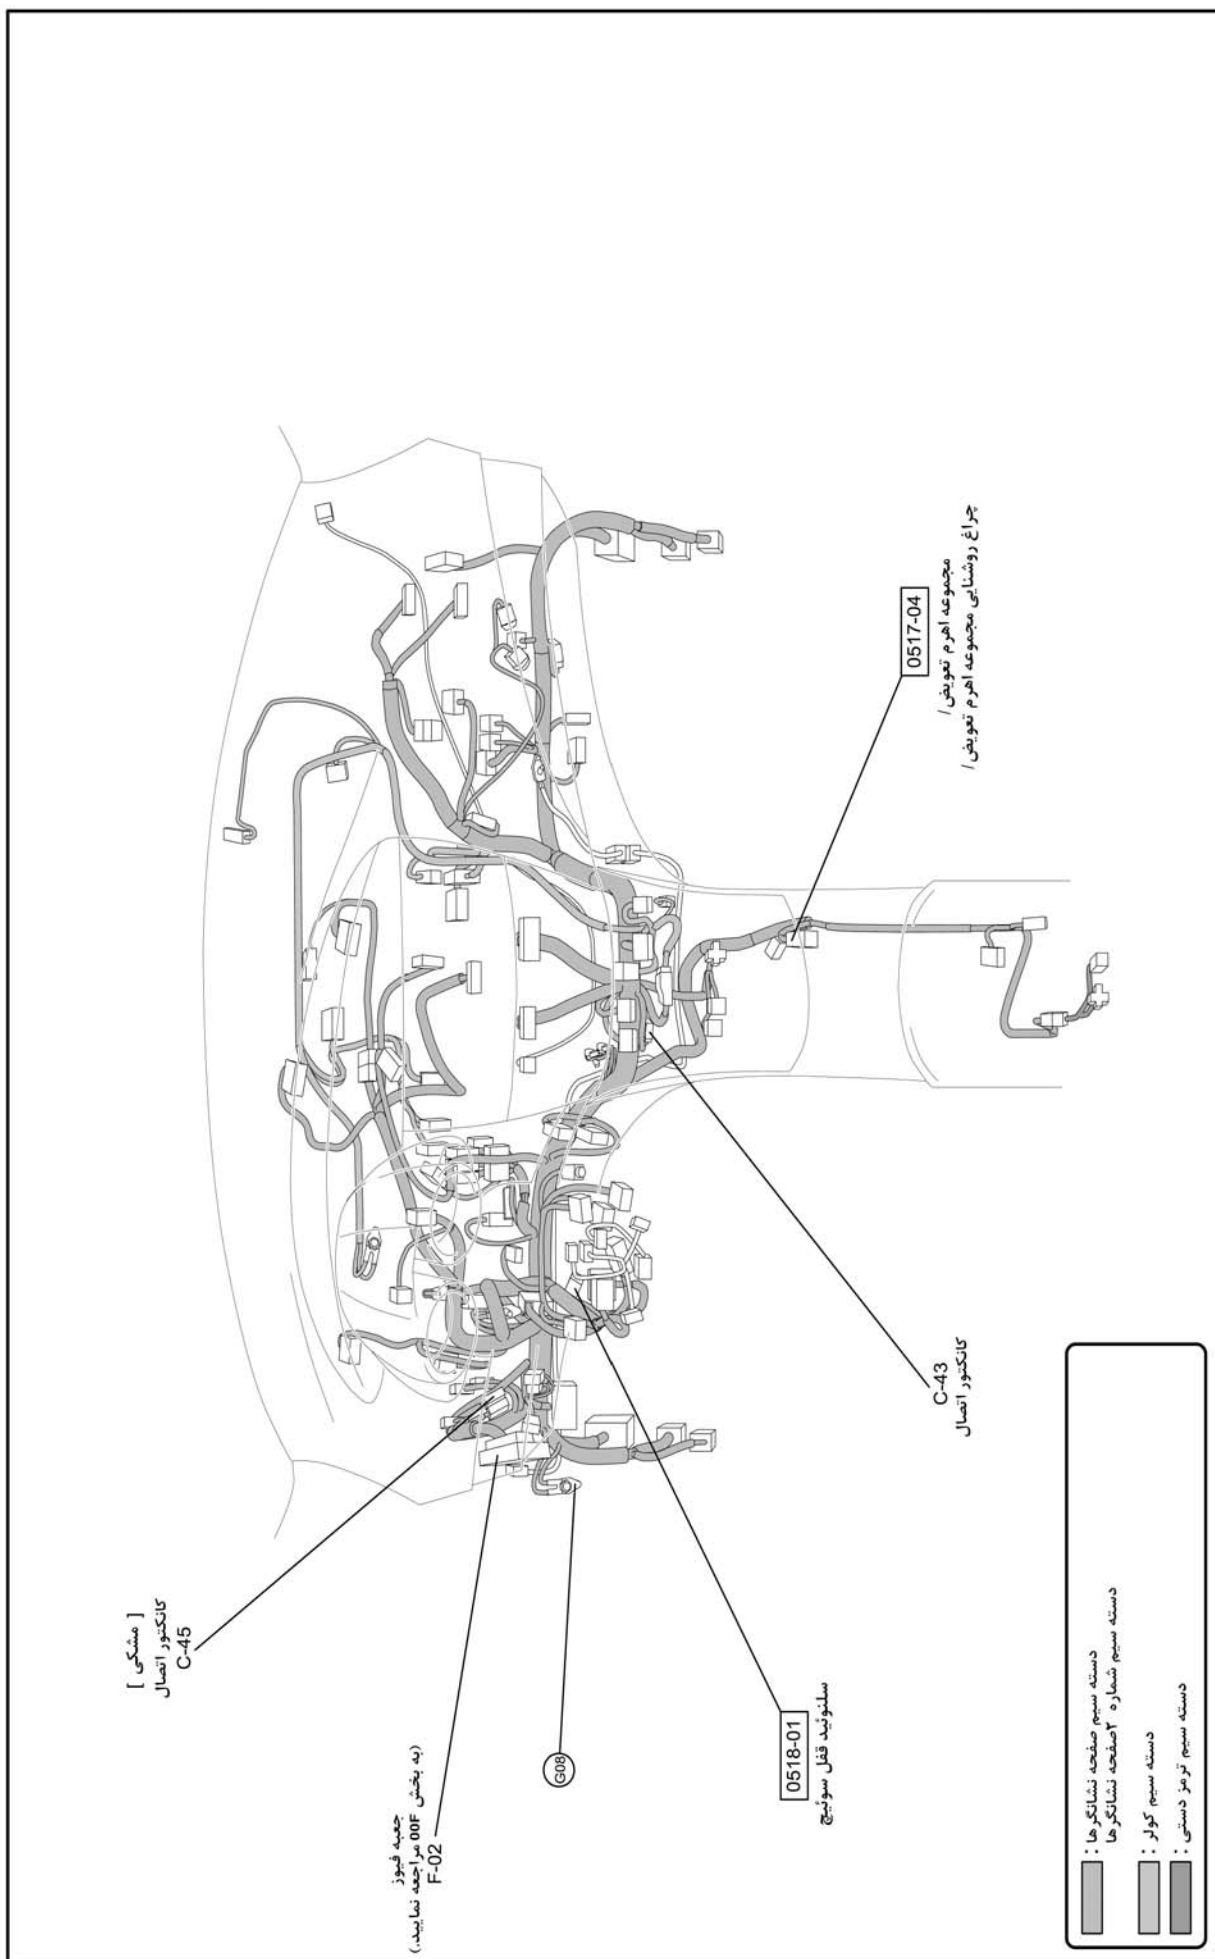 [ مشکی ]
کانکتور اتصال
C-45
جعبه فیوز
(به بخش 00F مراجعه نمایید.)
F-02
G08
0518-01
سلنوئید قفل سوئیچ
C-43
کانکتور اتصال
0517-04
مجموعه اهرم تعویض /
چراغ روشنایی مجموعه اهرم تعویض /
دسته سیم صفحه نشانگرها :
دسته سیم شماره ۲صفحه نشانگرها
دسته سیم کولر :
دسته سیم ترمز دستی :